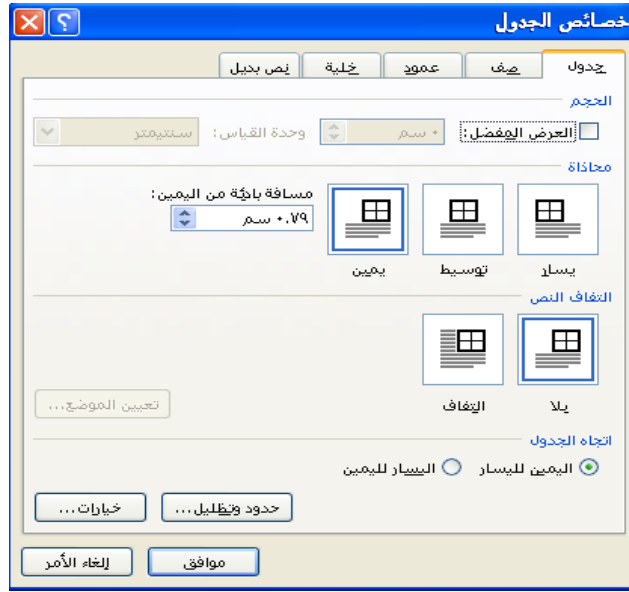 خصائص الجدول
جدول صف عمود خلية نص بديل
الحجم
العرض المفضل: ٠ سم وحدة القياس: سنتيمتر
محاذاة
مسافة بادئة من اليمين:
٠.٧٩ سم
يسار توسيط يمين
التفاف النص
بلا التفاف
تعيين الموضع...
اتجاه الجدول
اليمين لليسار اليسار لليمين
حدود وتظليل... خيارات...
موافق إلغاء الأمر